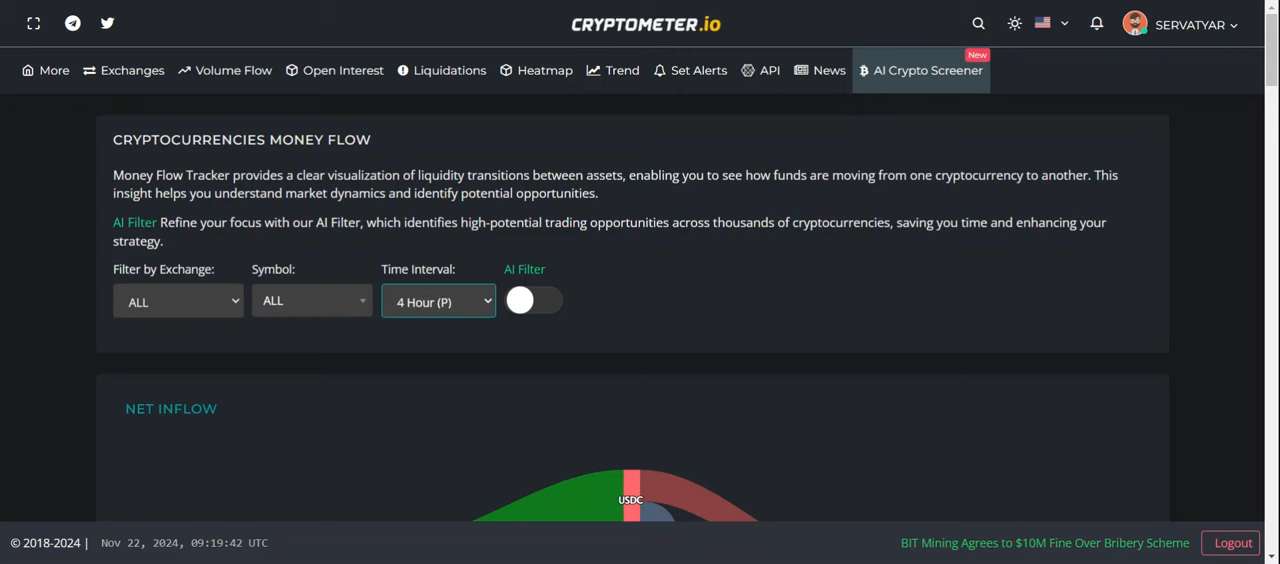 CRYPTOMETER.io
SERVATYAR
More
Exchanges
Volume Flow
Open Interest
Liquidations
Heatmap
Trend
Set Alerts
API
News
New
AI Crypto Screener
CRYPTOCURRENCIES MONEY FLOW
Money Flow Tracker provides a clear visualization of liquidity transitions between assets, enabling you to see how funds are moving from one cryptocurrency to another. This
insight helps you understand market dynamics and identify potential opportunities.
AI Filter Refine your focus with our AI Filter, which identifies high-potential trading opportunities across thousands of cryptocurrencies, saving you time and enhancing your
strategy.
Filter by Exchange: Symbol: Time Interval: AI Filter
ALL ALL 4 Hour (P)
NET INFLOW
USDC
© 2018-2024 | Nov 22, 2024, 09:19:42 UTC
BIT Mining Agrees to $10M Fine Over Bribery Scheme
Logout